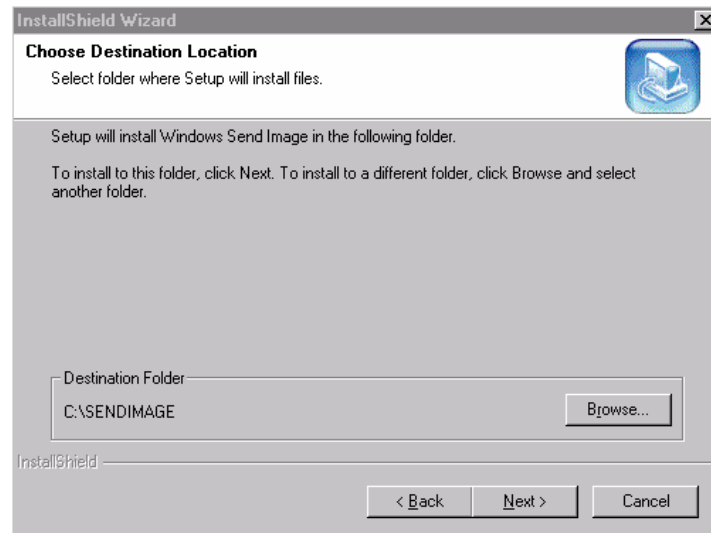 InstallShield Wizard
Choose Destination Location
Select folder where Setup will install files.
Setup will install Windows Send Image in the following folder.
To install to this folder, click Next. To install to a different folder, click Browse and select
another folder.
Destination Folder
C:\SENDIMAGE
Browse...
InstallShield
< Back
Next >
Cancel